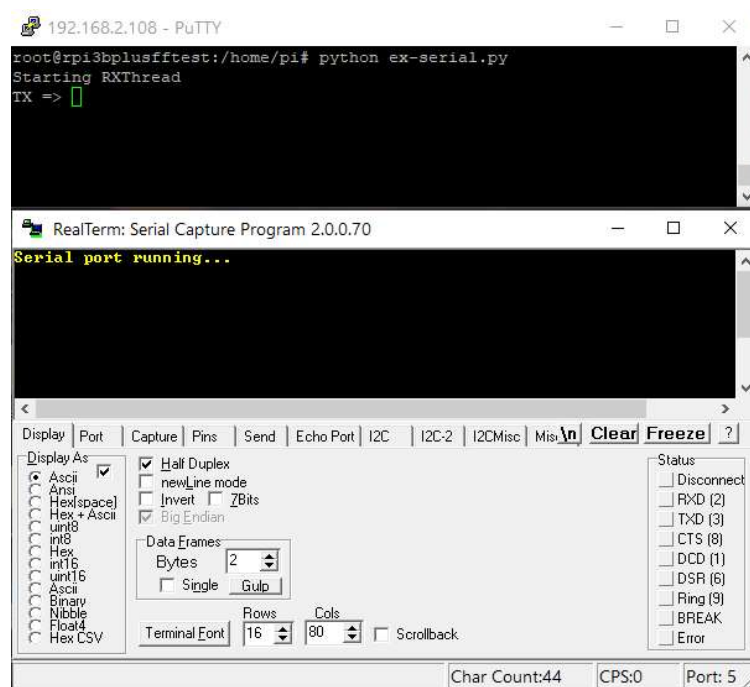 192.168.2.108 - PuTTY
root@rpi3bplusfftest:/home/pi# python ex-serial.py
Starting RXThread
TX =>
RealTerm: Serial Capture Program 2.0.0.70
Serial port running...
Display Port Capture Pins Send Echo Port I2C I2C-2 I2CMisc Mis \n Clear Freeze ?
Display As
Ascii
Ansi
Hex[space]
Hex + Ascii
uint8
int8
Hex
int16
uint16
Ascii
Binary
Nibble
Float4
Hex CSV
Half Duplex
newLine mode
Invert 7Bits
Big Endian
Data Frames
Bytes 2
Single Gulp
Rows Cols
Terminal Font 16 80 Scrollback
Status
Disconnect
RXD (2)
TXD (3)
CTS (8)
DCD (1)
DSR (6)
Ring (9)
BREAK
Error
Char Count:44 CPS:0 Port: 5